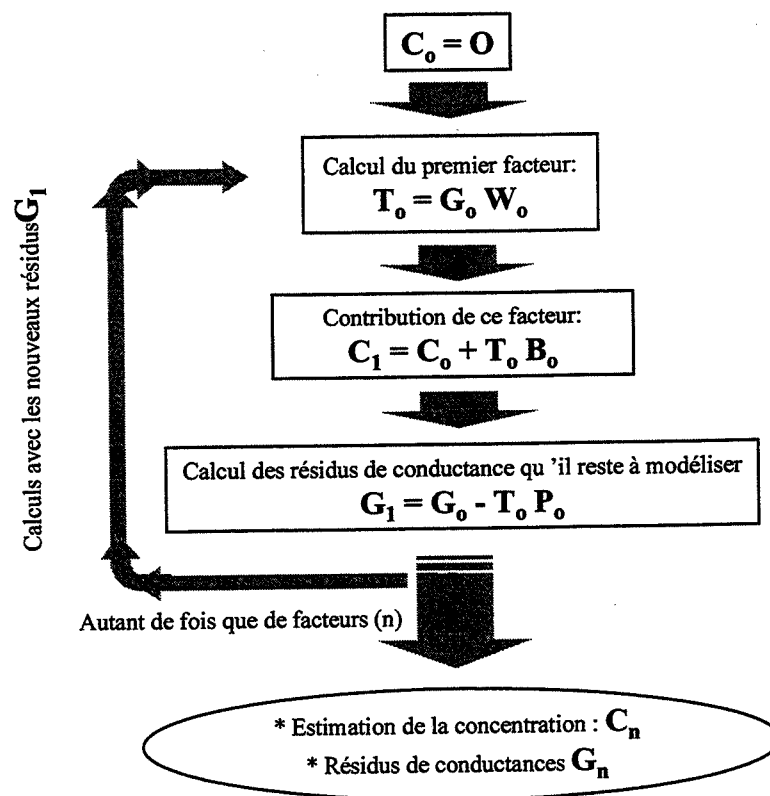 C₀ = O
Calcul du premier facteur:
T₀ = G₀ W₀
Contribution de ce facteur:
C₁ = C₀ + T₀ B₀
Calcul des résidus de conductance qu 'il reste à modéliser
G₁ = G₀ - T₀ P₀
Calculs avec les nouveaux résidusG₁
Autant de fois que de facteurs (n)
* Estimation de la concentration : Cₙ
* Résidus de conductances Gₙ